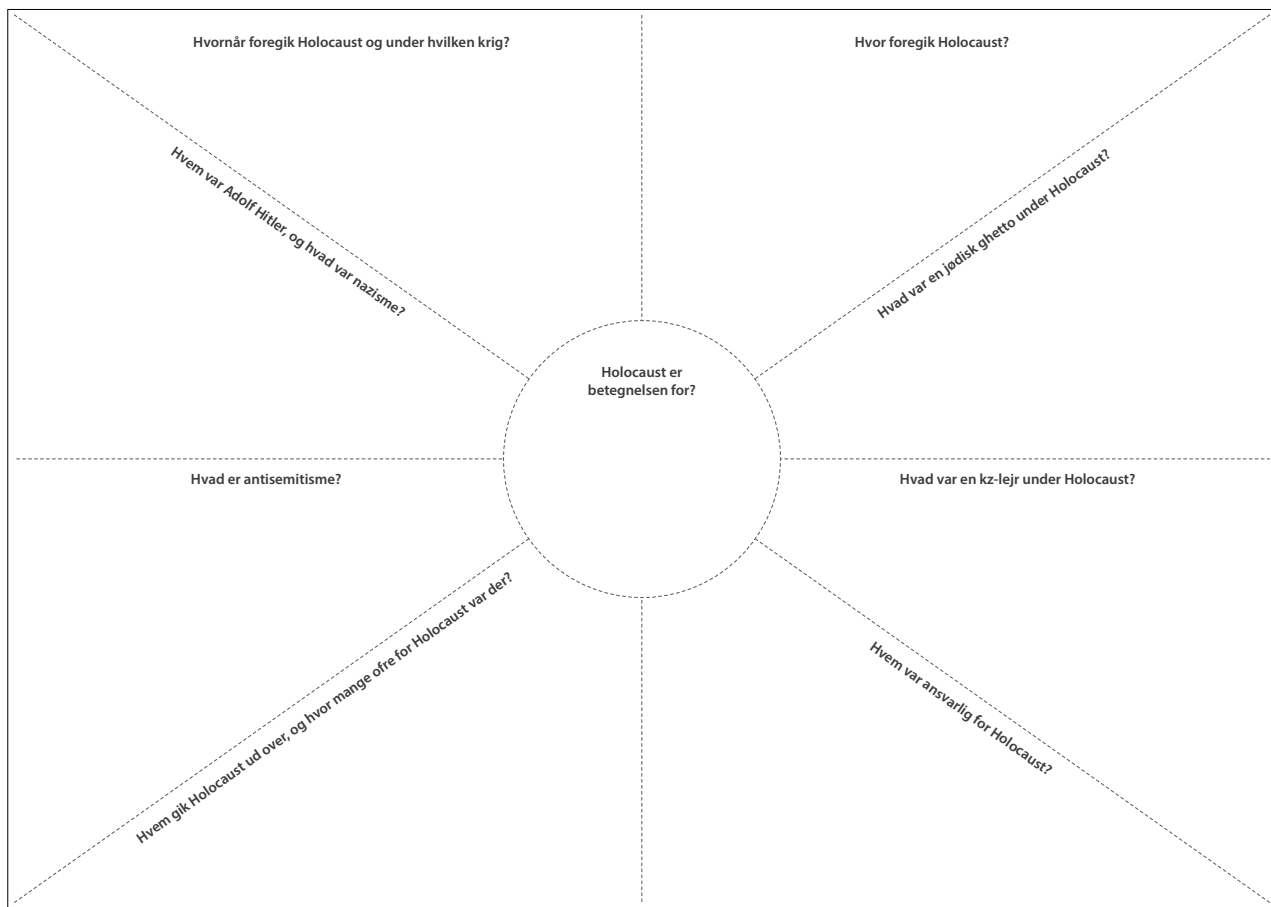 Hvornår foregik Holocaust og under hvilken krig?
Hvor foregik Holocaust?
Hvem var Adolf Hitler, og hvad var nazisme?
Hvad var en jødisk ghetto under Holocaust?
Holocaust er
betegnelsen for?
Hvad er antisemitisme?
Hvad var en kz-lejr under Holocaust?
Hvem gik Holocaust ud over, og hvor mange ofre for Holocaust var der?
Hvem var ansvarlig for Holocaust?